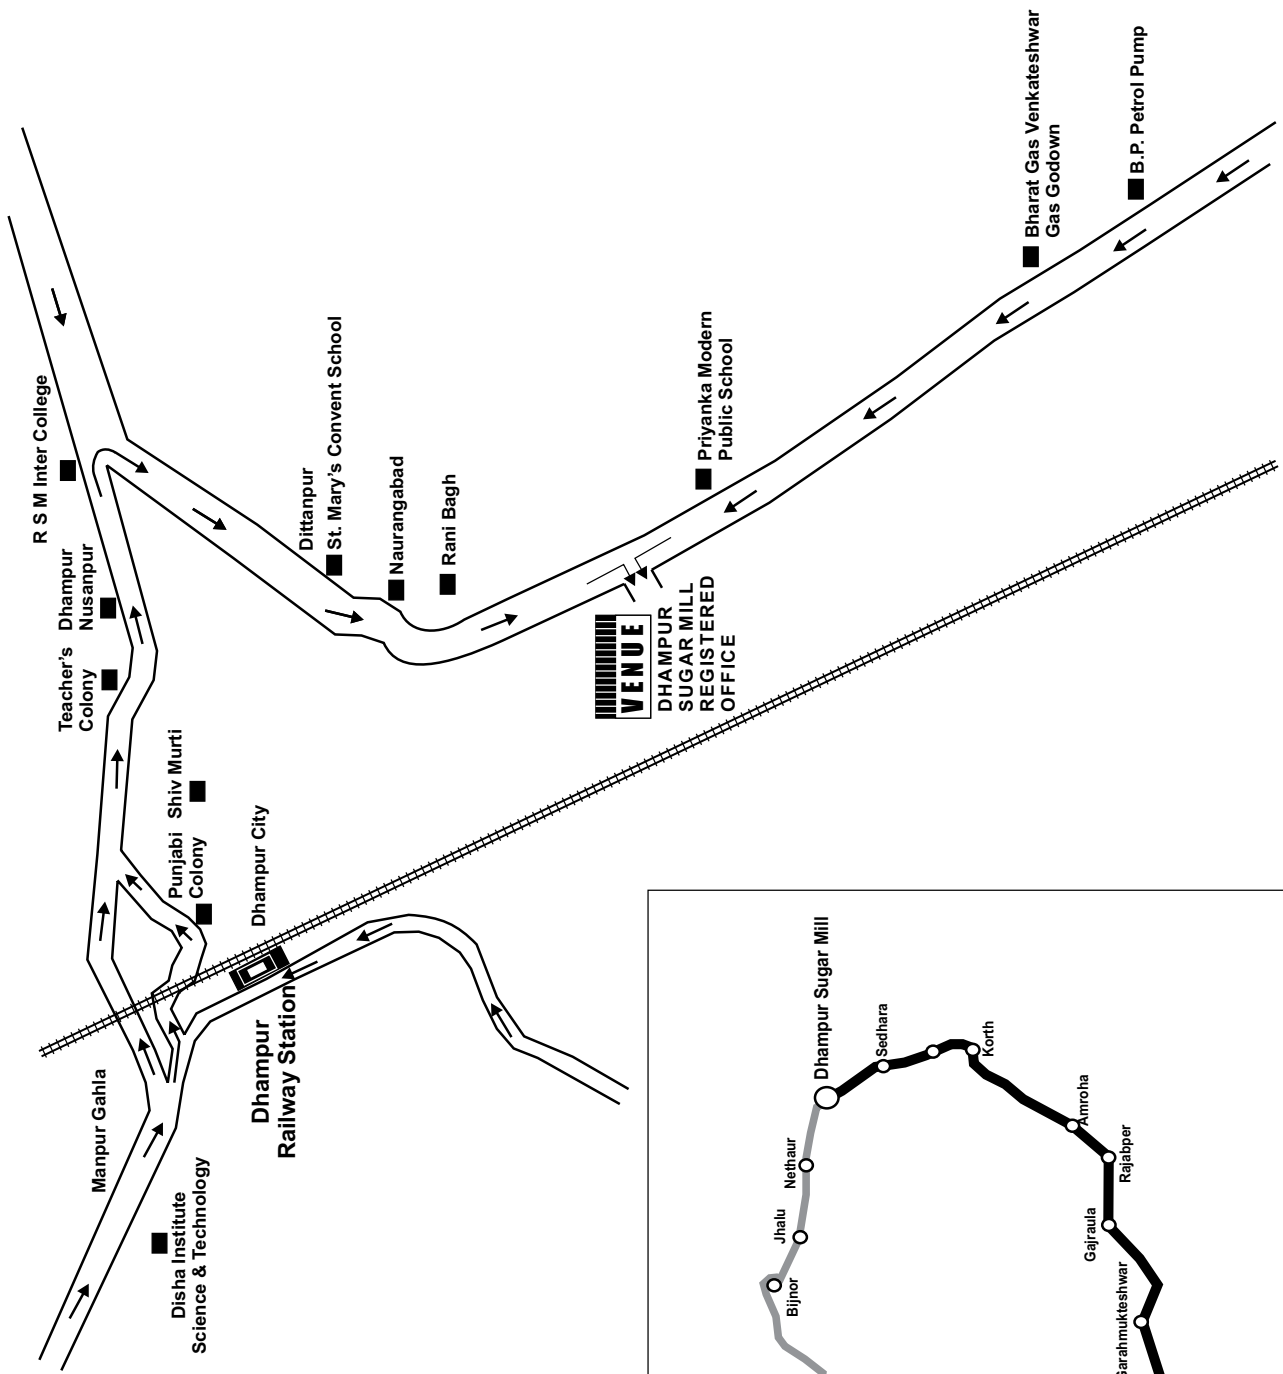 R S M Inter College
Dhampur
Nusanpur
Teacher's
Colony
Shiv Murti
Punjabi
Colony
Dhampur City
Dhampur
Railway Station
Manpur Gahla
Disha Institute
Science & Technology
Dittanpur
St. Mary's Convent School
Naurangabad
Rani Bagh
VENUE
DHAMPUR
SUGAR MILL
REGISTERED
OFFICE
Priyanka Modern
Public School
Bharat Gas Venkateshwar
Gas Godown
B.P. Petrol Pump
Dhampur Sugar Mill
Sedhara
Korth
Amroha
Rajabper
Gajraula
Garahmukteshwar
Nethaur
Jhalu
Bijnor